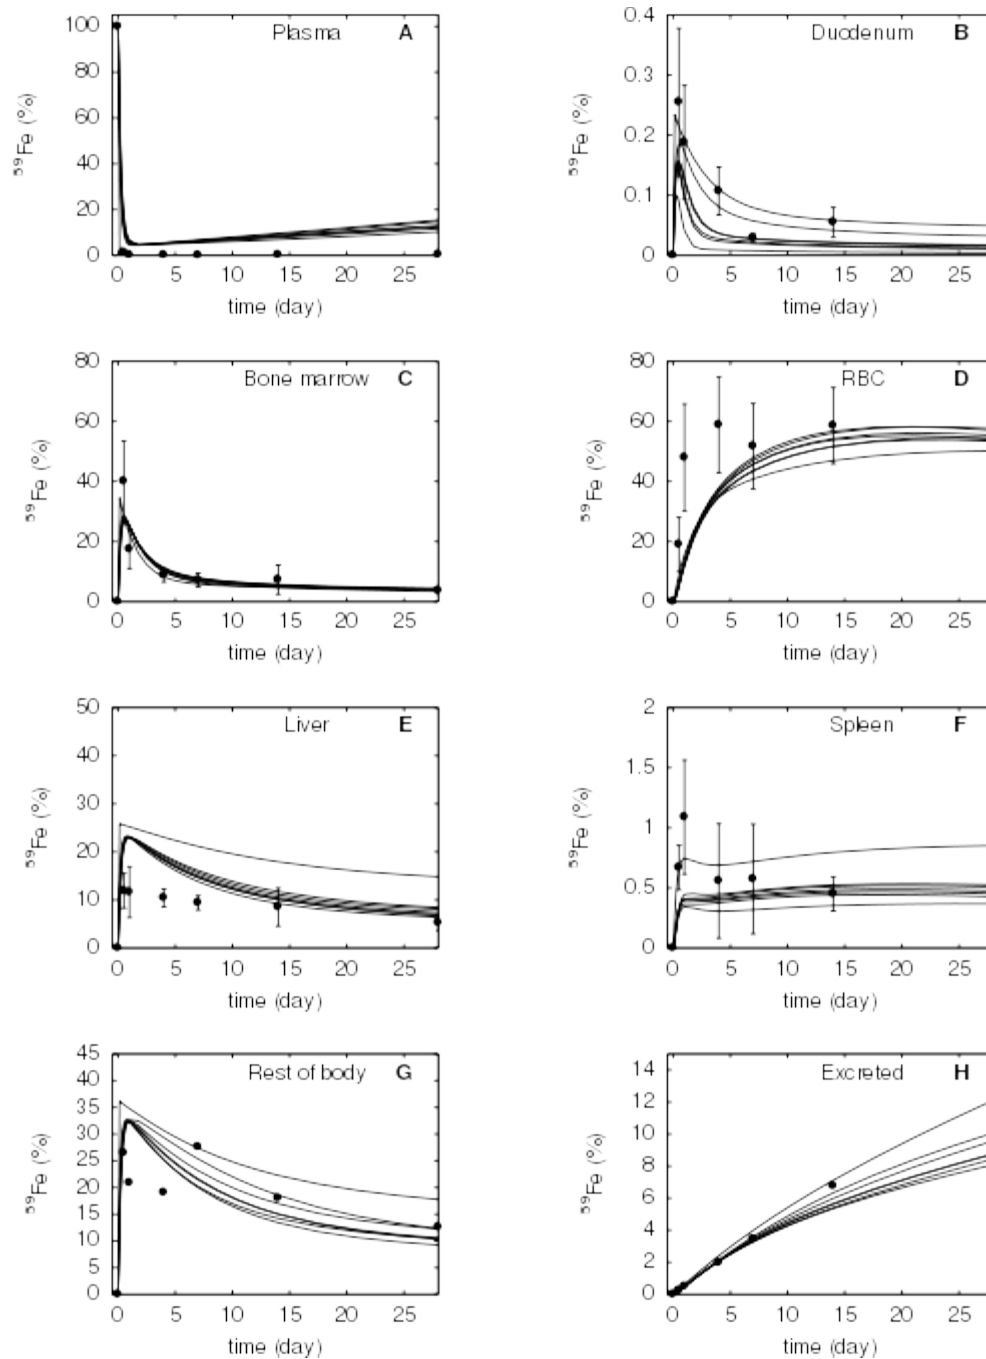 Plasma A
100
80
60
40
20
0
⁵⁹Fe (%)
0 5 10 15 20 25
time (day)
Duodenum B
0.4
0.3
0.2
0.1
0
⁵⁹Fe (%)
0 5 10 15 20 25
time (day)
Bone marrow C
80
60
40
20
0
⁵⁹Fe (%)
0 5 10 15 20 25
time (day)
RBC D
80
60
40
20
0
⁵⁹Fe (%)
0 5 10 15 20 25
time (day)
Liver E
50
40
30
20
10
0
⁵⁹Fe (%)
0 5 10 15 20 25
time (day)
Spleen F
2
1.5
1
0.5
0
⁵⁹Fe (%)
0 5 10 15 20 25
time (day)
Rest of body G
45
40
35
30
25
20
15
10
5
0
⁵⁹Fe (%)
0 5 10 15 20 25
time (day)
Excreted H
14
12
10
8
6
4
2
0
⁵⁹Fe (%)
0 5 10 15 20 25
time (day)